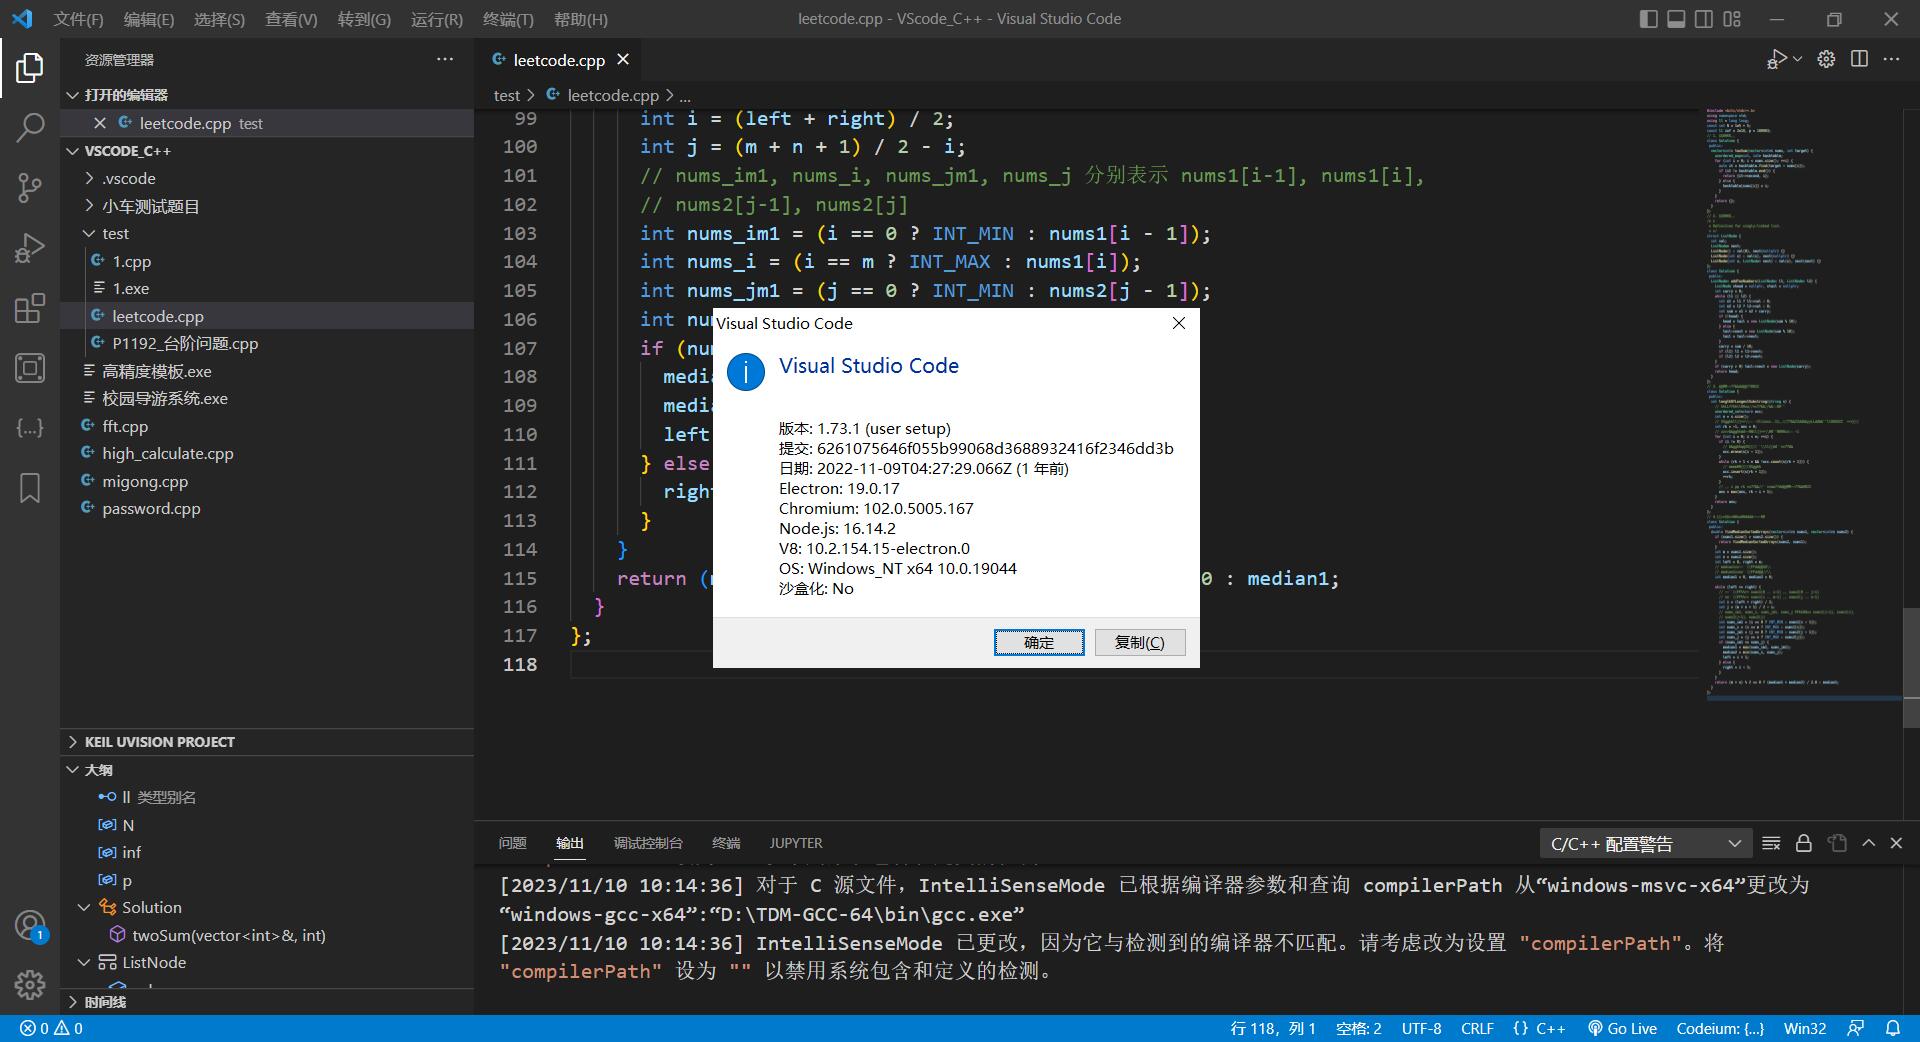 文件(F) 编辑(E) 选择(S) 查看(V) 转到(G) 运行(R) 终端(T) 帮助(H) leetcode.cpp - VScode_C++ - Visual Studio Code
资源管理器
打开的编辑器
leetcode.cpp test
VSCODE_C++
.vscode
小车测试题目
test
1.cpp
1.exe
leetcode.cpp
P1192_台阶问题.cpp
高精度模板.exe
校园导游系统.exe
fft.cpp
high_calculate.cpp
migong.cpp
password.cpp
KEIL UVISION PROJECT
大纲
ll 类型别名
N
inf
p
Solution
twoSum(vector<int>&, int)
ListNode
时间线
leetcode.cpp
test > leetcode.cpp > ...
99 int i = (left + right) / 2;
100 int j = (m + n + 1) / 2 - i;
101 // nums_im1, nums_i, nums_jm1, nums_j 分别表示 nums1[i-1], nums1[i],
102 // nums2[j-1], nums2[j]
103 int nums_im1 = (i == 0 ? INT_MIN : nums1[i - 1]);
104 int nums_i = (i == m ? INT_MAX : nums1[i]);
105 int nums_jm1 = (j == 0 ? INT_MIN : nums2[j - 1]);
106 int nu
107 if (nu
108 medi
109 medi
110 left
111 } else
112 right
113 }
114 }
115 return ( 0 : median1;
116 }
117 };
118
Visual Studio Code
Visual Studio Code
版本: 1.73.1 (user setup)
提交: 6261075646f055b99068d3688932416f2346dd3b
日期: 2022-11-09T04:27:29.066Z (1 年前)
Electron: 19.0.17
Chromium: 102.0.5005.167
Node.js: 16.14.2
V8: 10.2.154.15-electron.0
OS: Windows_NT x64 10.0.19044
沙盒化: No
确定 复制(C)
问题 输出 调试控制台 终端 JUPYTER C/C++ 配置警告
[2023/11/10 10:14:36] 对于 C 源文件，IntelliSenseMode 已根据编译器参数和查询 compilerPath 从“windows-msvc-x64”更改为
“windows-gcc-x64”:“D:\TDM-GCC-64\bin\gcc.exe”
[2023/11/10 10:14:36] IntelliSenseMode 已更改，因为它与检测到的编译器不匹配。请考虑改为设置 "compilerPath"。将
"compilerPath" 设为 "" 以禁用系统包含和定义的检测。
1
0 0 行 118，列 1 空格: 2 UTF-8 CRLF {} C++ Go Live Codeium: {...} Win32